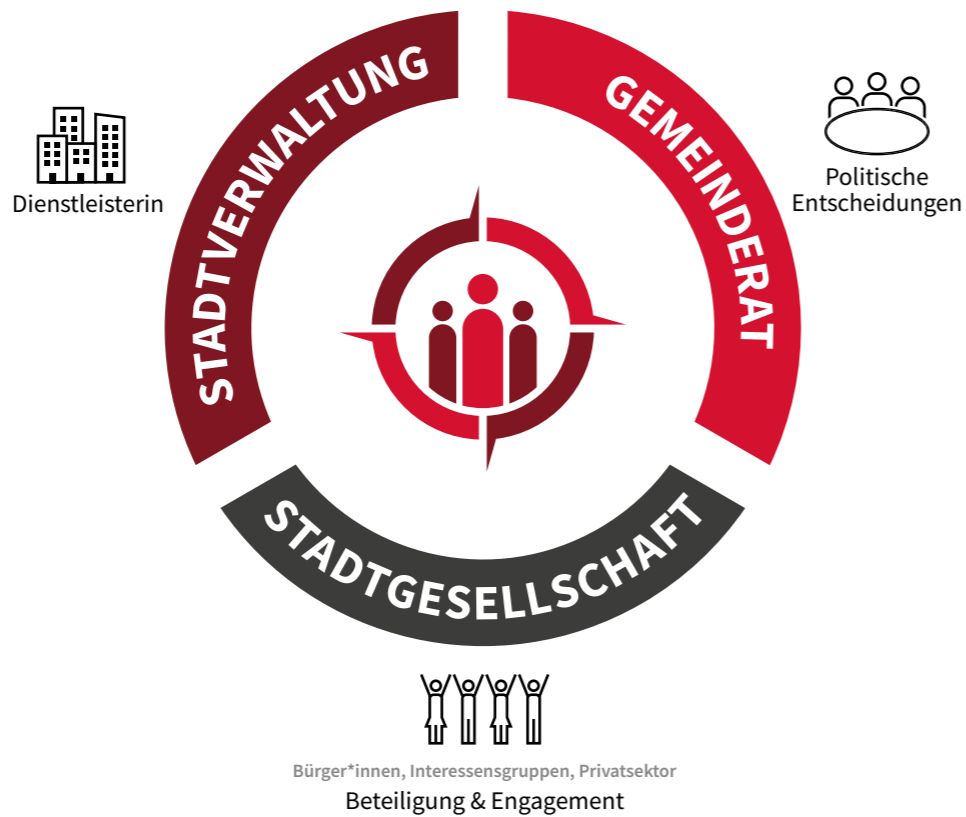 STADTVERWALTUNG
GEMEINDERAT
Dienstleisterin
Politische
Entscheidungen
STADTGESELLSCHAFT
Bürger*innen, Interessensgruppen, Privatsektor
Beteiligung & Engagement